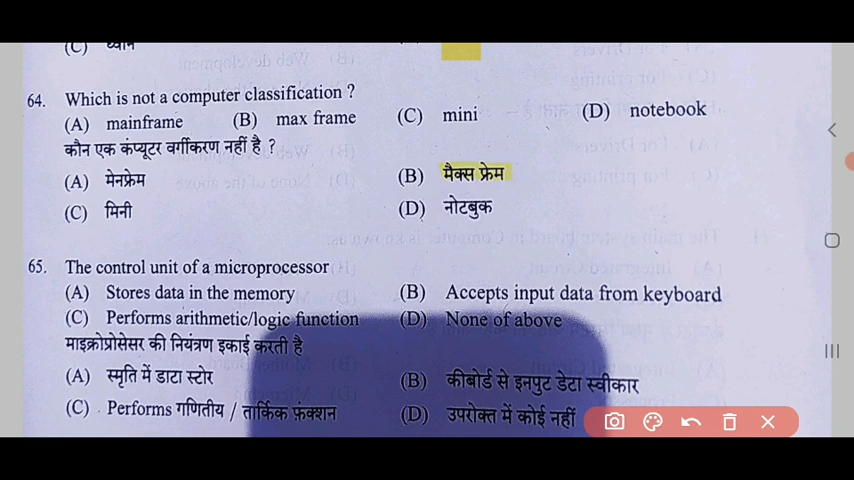 (C) ध्वनि
64. Which is not a computer classification ?
(A) mainframe (B) max frame (C) mini (D) notebook
कौन एक कंप्यूटर वर्गीकरण नहीं है ?
(A) मेनफ्रेम (B) मैक्स फ्रेम
(C) मिनी (D) नोटबुक
65. The control unit of a microprocessor
(A) Stores data in the memory (B) Accepts input data from keyboard
(C) Performs arithmetic/logic function (D) None of above
माइक्रोप्रोसेसर की नियंत्रण इकाई करती है
(A) स्मृति में डाटा स्टोर (B) कीबोर्ड से इनपुट डेटा स्वीकार
(C) Performs गणितीय / तार्किक फ़ंक्शन (D) उपरोक्त में कोई नहीं